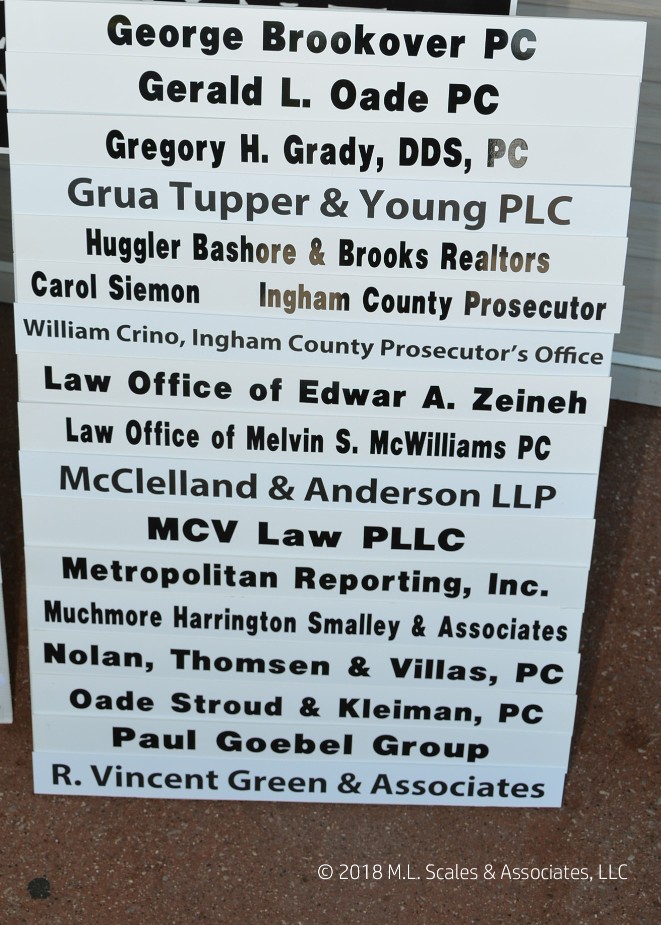 George Brookover PC
Gerald L. Oade PC
Gregory H. Grady, DDS, PC
Grua Tupper & Young PLC
Huggler Bashore & Brooks Realtors
Carol Siemon Ingham County Prosecutor
William Crino, Ingham County Prosecutor's Office
Law Office of Edwar A. Zeineh
Law Office of Melvin S. McWilliams PC
McClelland & Anderson LLP
MCV Law PLLC
Metropolitan Reporting, Inc.
Muchmore Harrington Smalley & Associates
Nolan, Thomsen & Villas, PC
Oade Stroud & Kleiman, PC
Paul Goebel Group
R. Vincent Green & Associates
© 2018 M.L. Scales & Associates, LLC